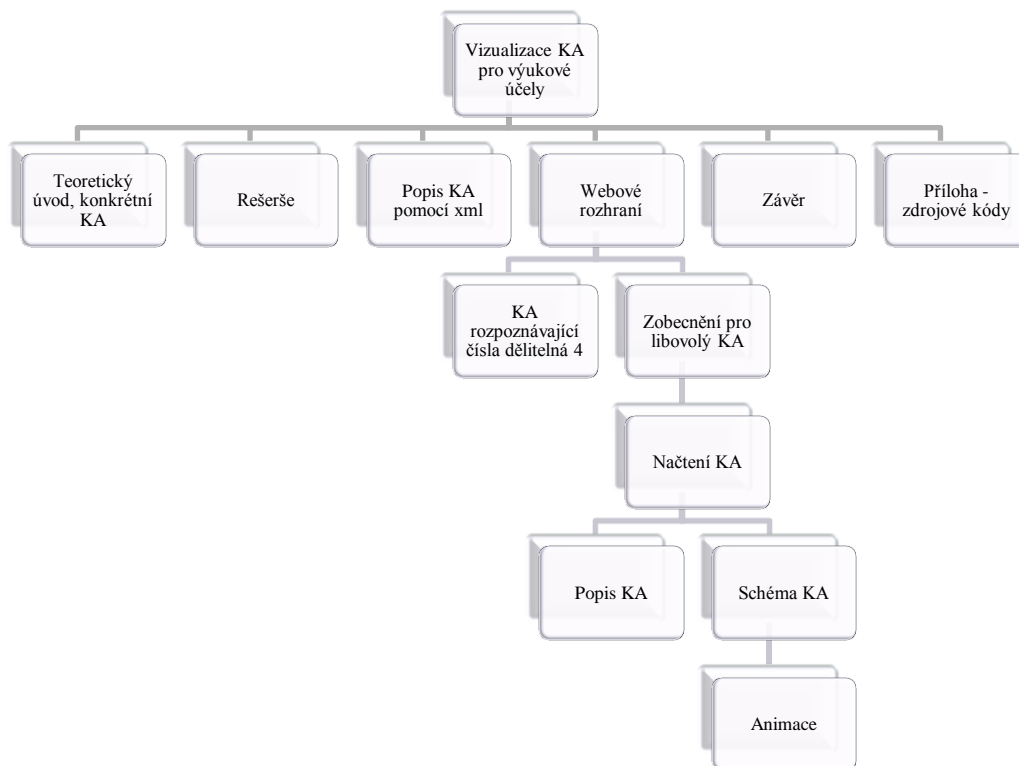 Vizualizace KA
pro výukové
účely
Teoretický
úvod, konkrétní
KA
Rešerše
Popis KA
pomocí xml
Webové
rozhraní
Závěr
Příloha -
zdrojové kódy
KA
rozpoznávající
čísla dělitelná 4
Zobecnění pro
libovolý KA
Načtení KA
Popis KA
Schéma KA
Animace